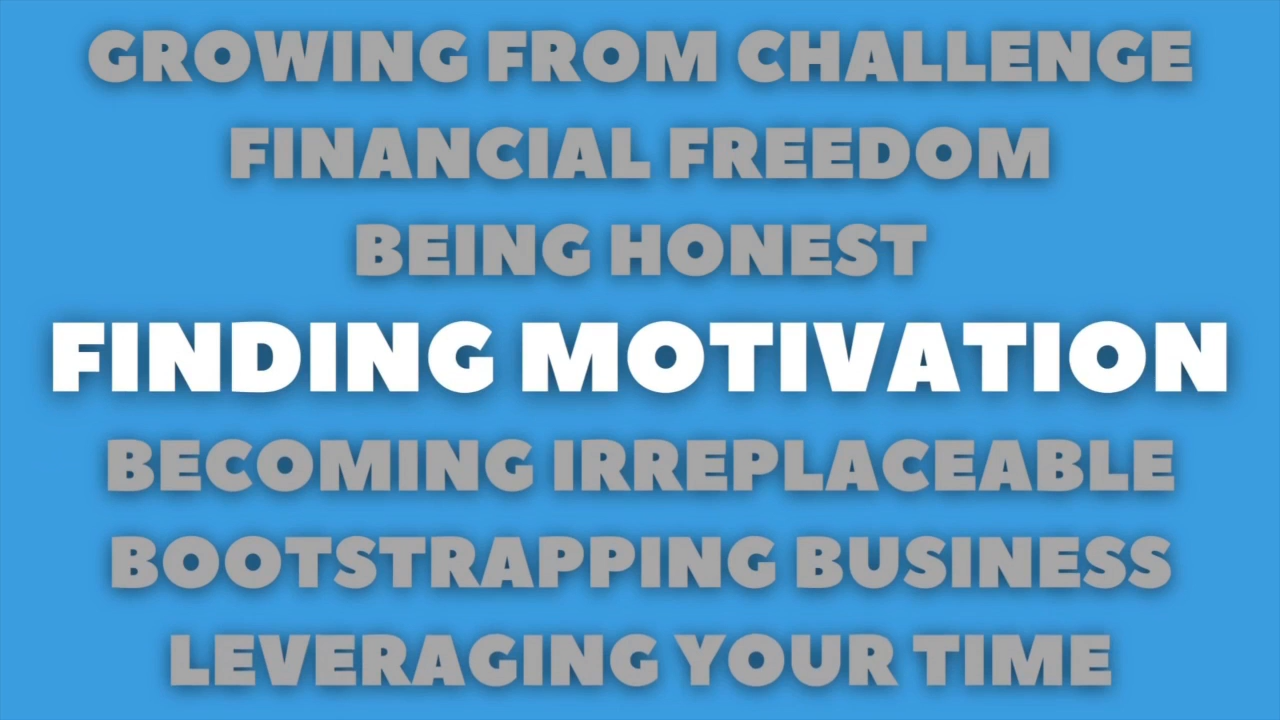 GROWING FROM CHALLENGE
FINANCIAL FREEDOM
BEING HONEST
FINDING MOTIVATION
BECOMING IRREPLACEABLE
BOOTSTRAPPING BUSINESS
LEVERAGING YOUR TIME